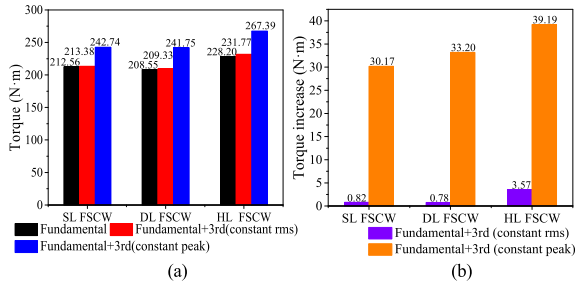 (a)
Torque (N·m)
300
250
200
150
100
50
0
212.56
213.38
242.74
208.55
209.33
241.75
228.20
231.77
267.39
SL FSCW
DL FSCW
HL FSCW
Fundamental
Fundamental+3rd(constant rms)
Fundamental+3rd(constant peak)
(a)
(b)
Torque increase (N·m)
40
35
30
25
20
15
10
5
0
0.82
30.17
0.78
33.20
3.57
39.19
SL FSCW
DL FSCW
HL FSCW
Fundamental+3rd (constant rms)
Fundamental+3rd (constant peak)
(b)